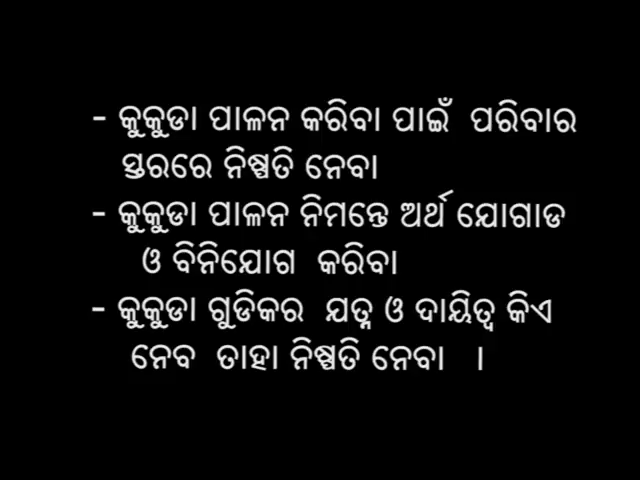 - କୁକୁଡା ପାଳନ କରିବା ପାଇଁ ପରିବାର
ସ୍ତରରେ ନିଷ୍ପତି ନେବା
- କୁକୁଡା ପାଳନ ନିମନ୍ତେ ଅର୍ଥ ଯୋଗାଡ
ଓ ବିନିଯୋଗ କରିବା
- କୁକୁଡା ଗୁଡିକର ଯତ୍ନ ଓ ଦାୟିତ୍ଵ କିଏ
ନେବ ତାହା ନିଷ୍ପତି ନେବା ।